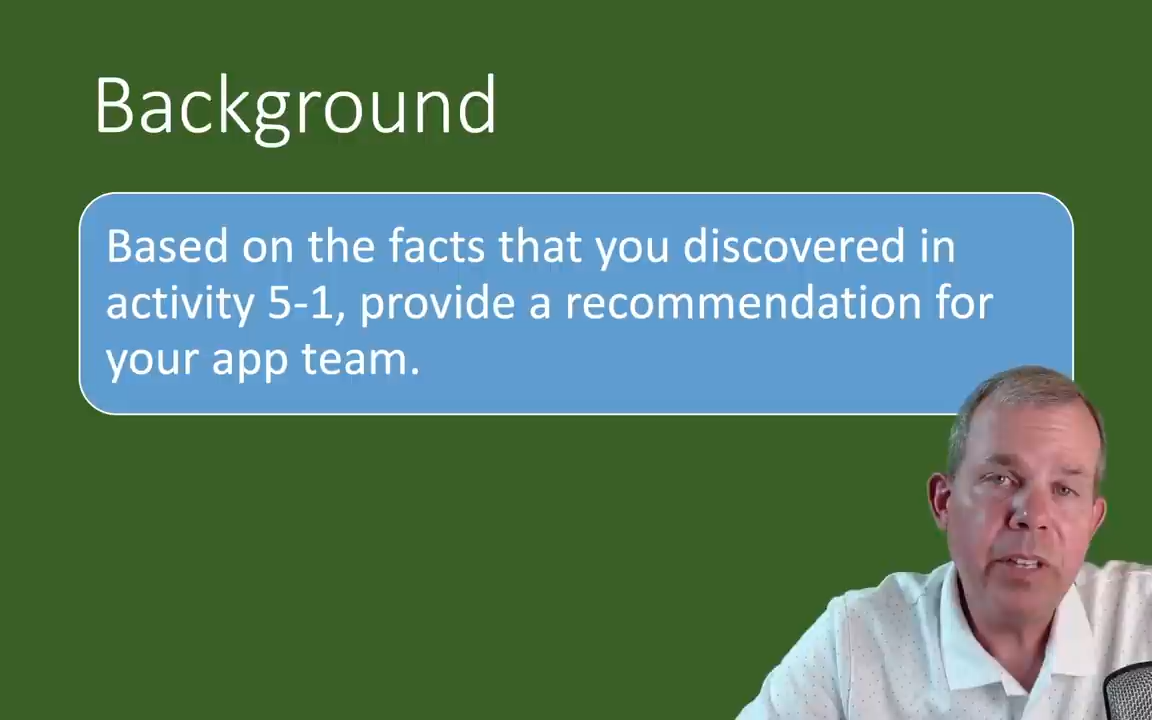 Background
Based on the facts that you discovered in
activity 5-1, provide a recommendation for
your app team.